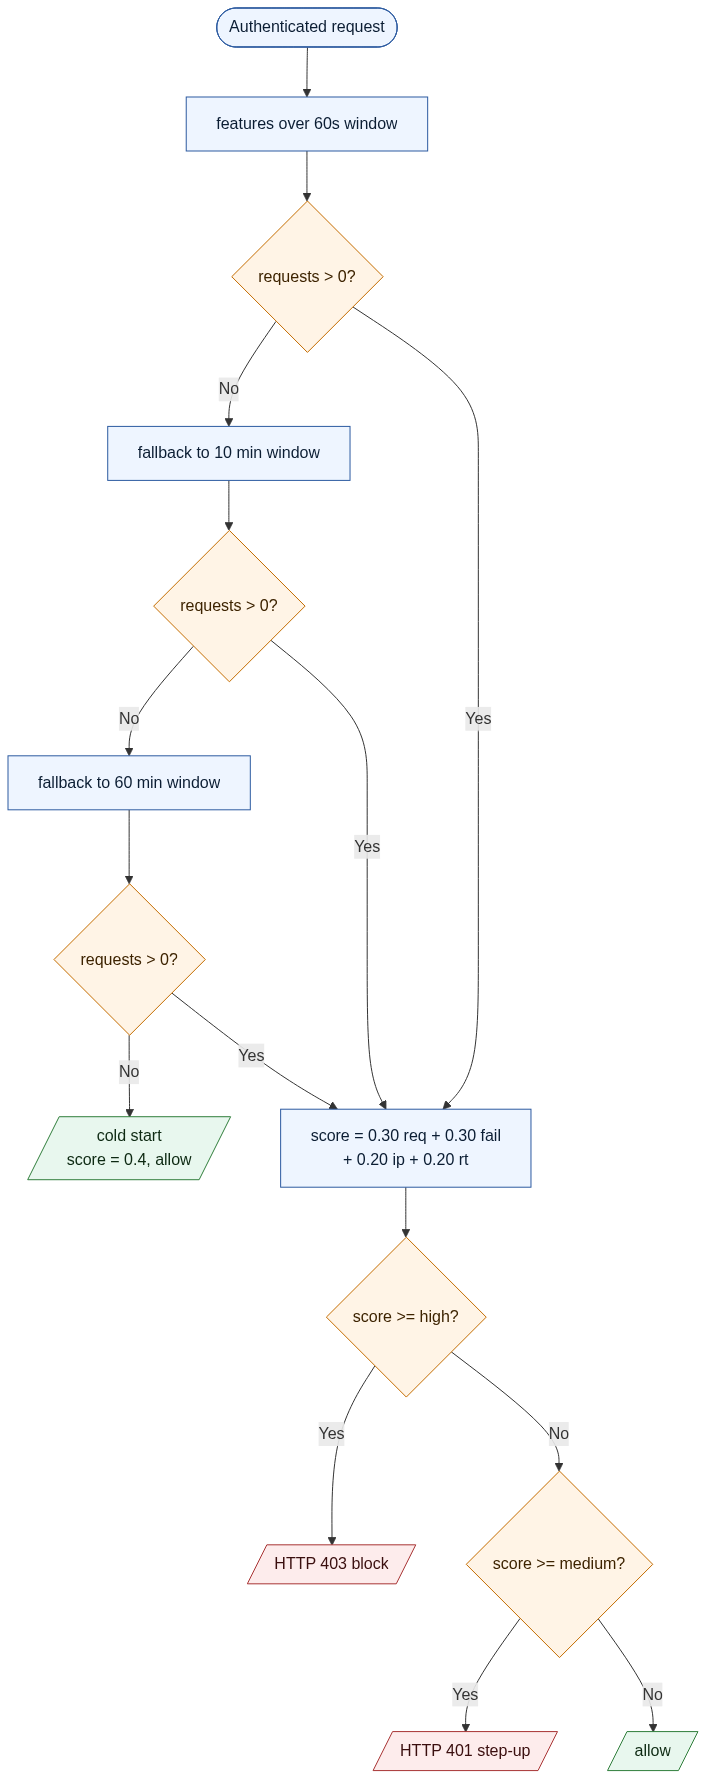 Authenticated request
features over 60s window
requests > 0?
No
fallback to 10 min window
requests > 0?
No
Yes
fallback to 60 min window
Yes
requests > 0?
Yes
No
cold start
score = 0.4, allow
score = 0.30 req + 0.30 fail
+ 0.20 ip + 0.20 rt
score >= high?
Yes
No
HTTP 403 block
score >= medium?
Yes
No
HTTP 401 step-up
allow